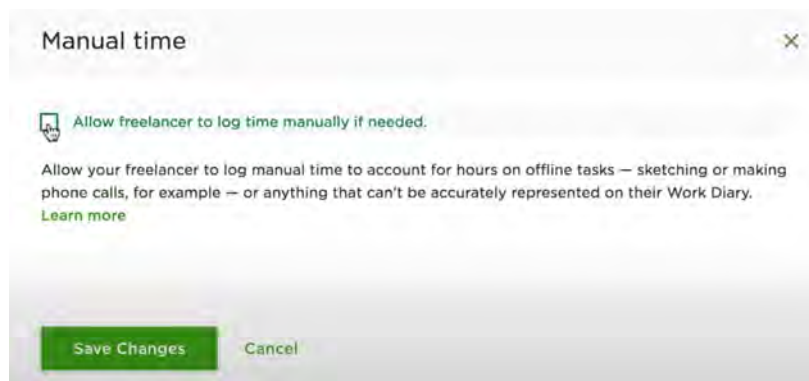 Manual time
Allow freelancer to log time manually if needed.
Allow your freelancer to log manual time to account for hours on offline tasks — sketching or making
phone calls, for example — or anything that can't be accurately represented on their Work Diary.
Learn more
Save Changes Cancel